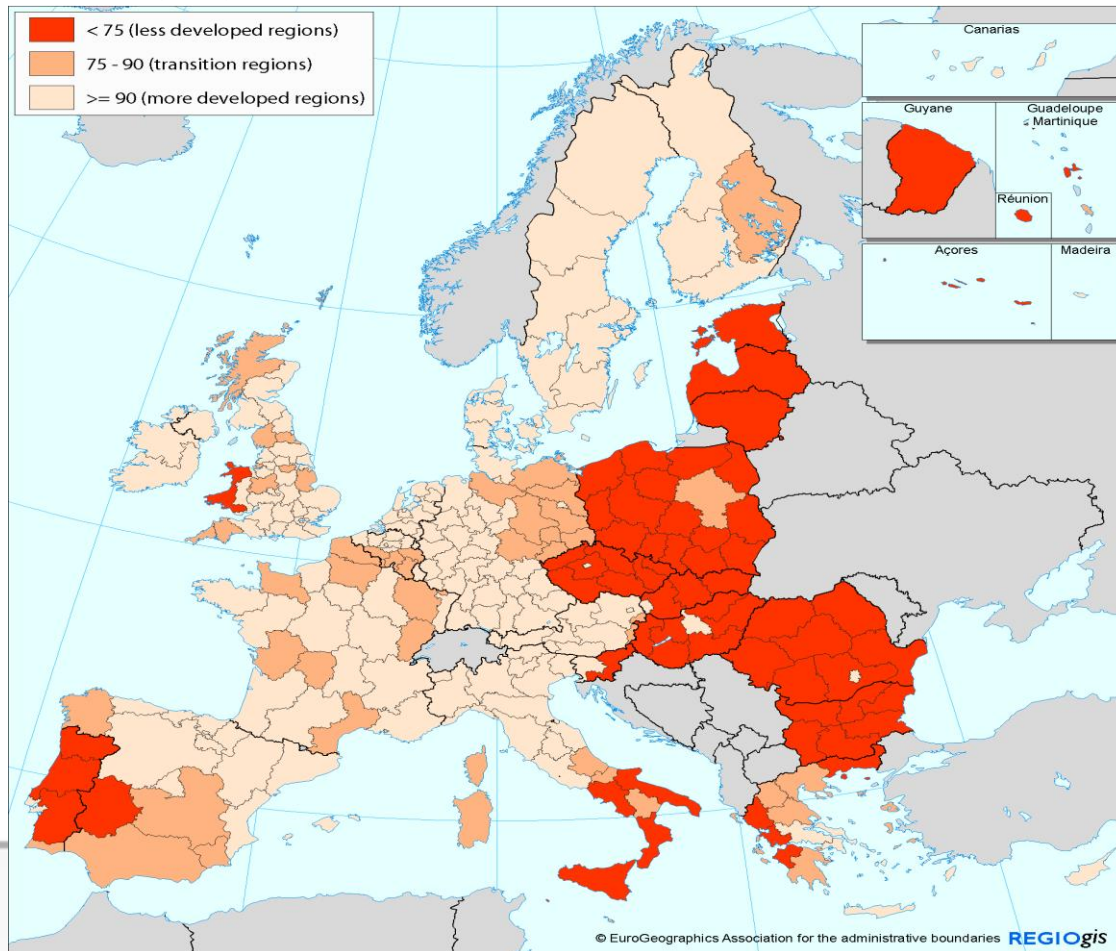 < 75 (less developed regions)
75 - 90 (transition regions)
>= 90 (more developed regions)
Canarias
Guyane
Guadeloupe
Martinique
Réunion
Açores
Madeira
© EuroGeographics Association for the administrative boundaries REGIOgis